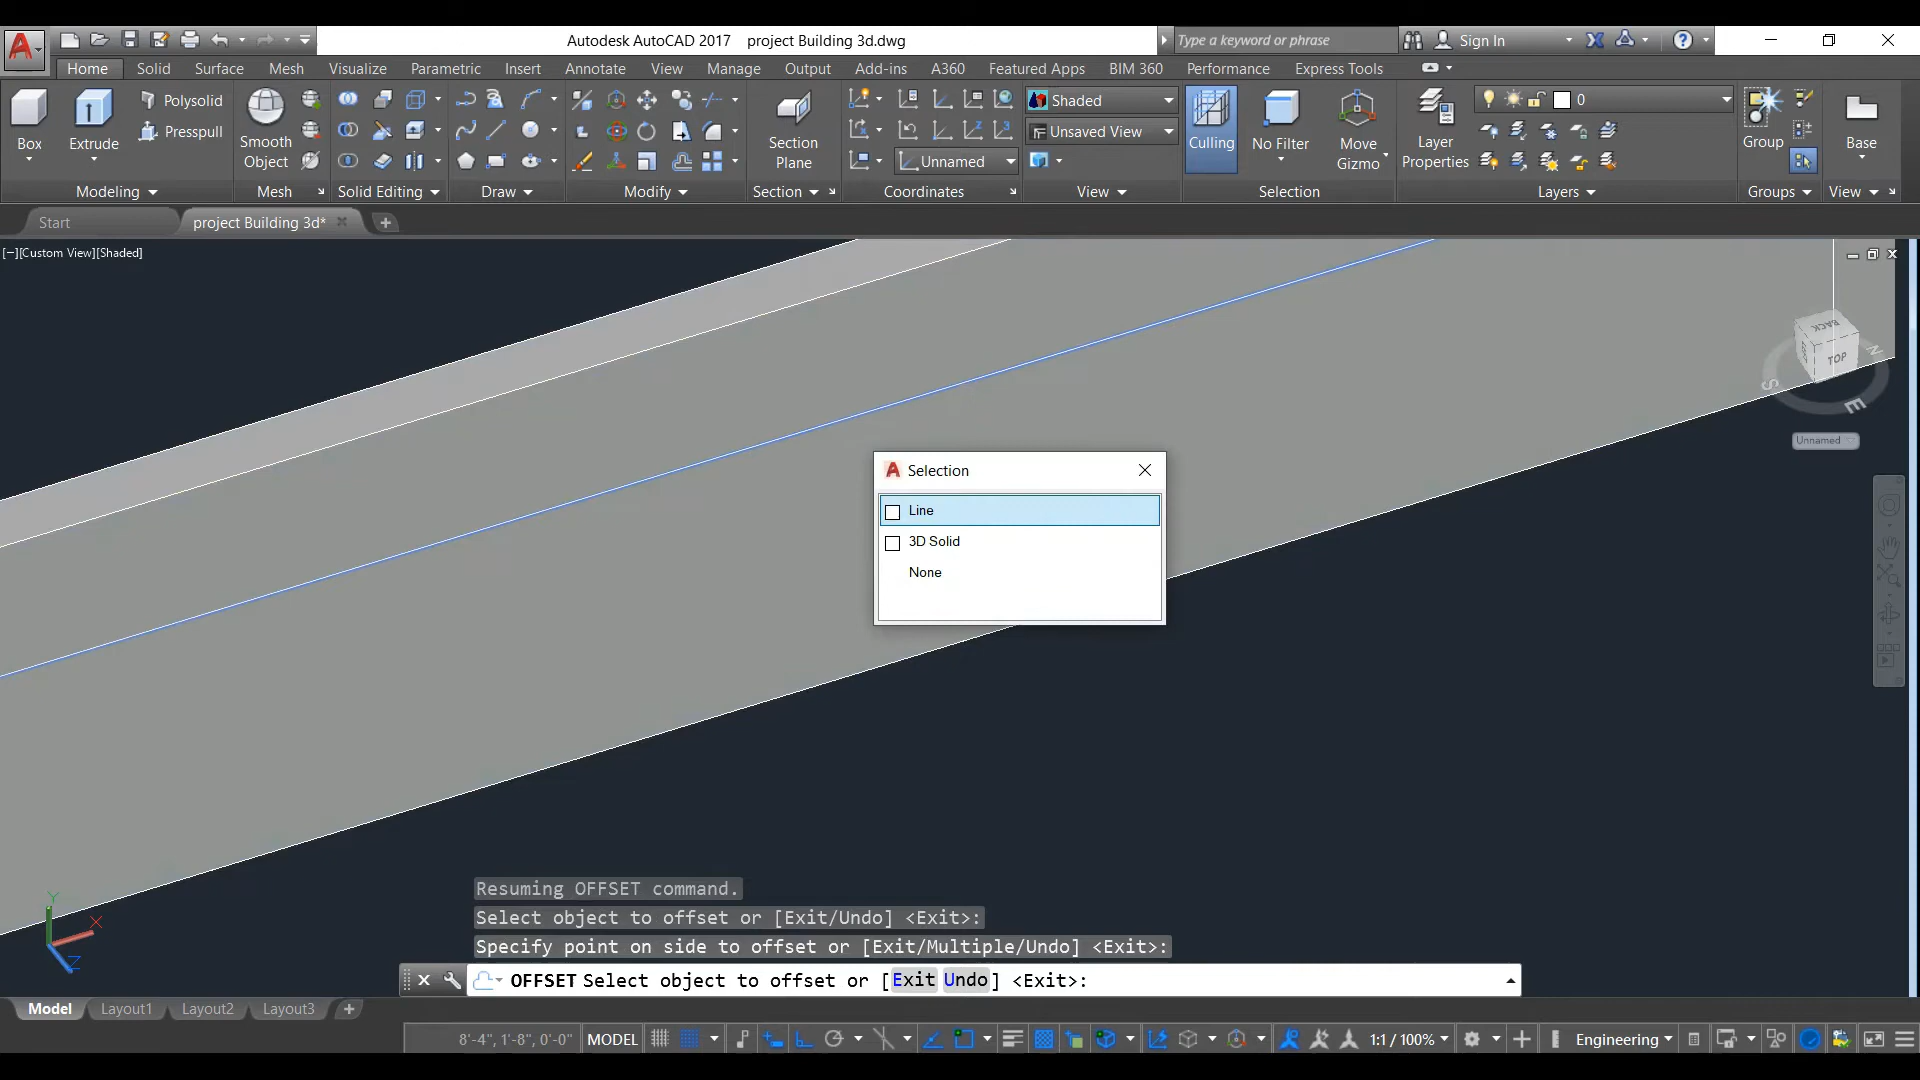 Autodesk AutoCAD 2017 project Building 3d.dwg
Type a keyword or phrase
Sign In
Home Solid Surface Mesh Visualize Parametric Insert Annotate View Manage Output Add-ins A360 Featured Apps BIM 360 Performance Express Tools
Box
Extrude
Polysolid
Presspull
Smooth
Object
Section
Plane
Shaded
Unsaved View
Unnamed
Culling
No Filter
Move
Gizmo
Layer
Properties
0
Group
Base
Modeling Mesh Solid Editing Draw Modify Section Coordinates View Selection Layers Groups View
Start
project Building 3d*
[−][Custom View][Shaded]
BACK
TOP
N
S
E
Unnamed
Selection
Line
3D Solid
None
Resuming OFFSET command.
Select object to offset or [Exit/Undo] <Exit>:
Specify point on side to offset or [Exit/Multiple/Undo] <Exit>:
OFFSET Select object to offset or [Exit Undo] <Exit>:
Y
X
Z
Model Layout1 Layout2 Layout3
8'-4", 1'-8", 0'-0" MODEL 1:1 / 100% Engineering